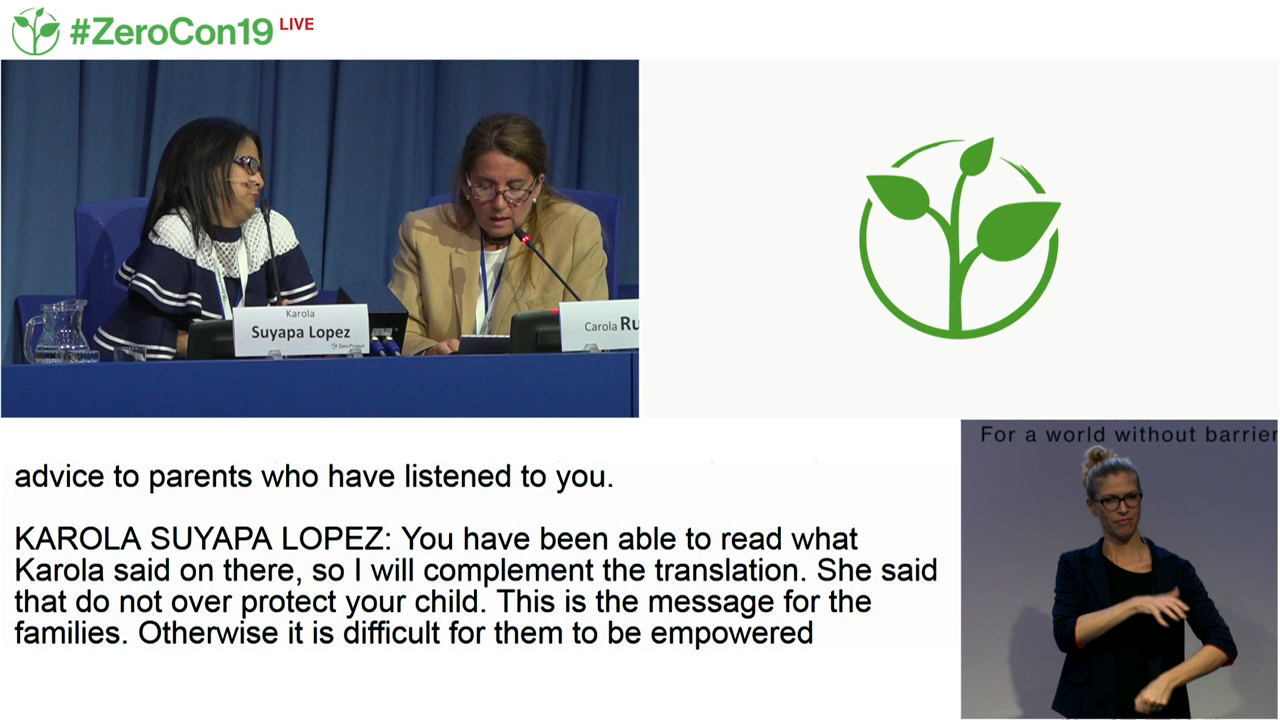 #ZeroCon19 LIVE
Karola
Suyapa Lopez
Zero Project
Carola Ru
For a world without barrier
advice to parents who have listened to you.
KAROLA SUYAPA LOPEZ: You have been able to read what
Karola said on there, so I will complement the translation. She said
that do not over protect your child. This is the message for the
families. Otherwise it is difficult for them to be empowered